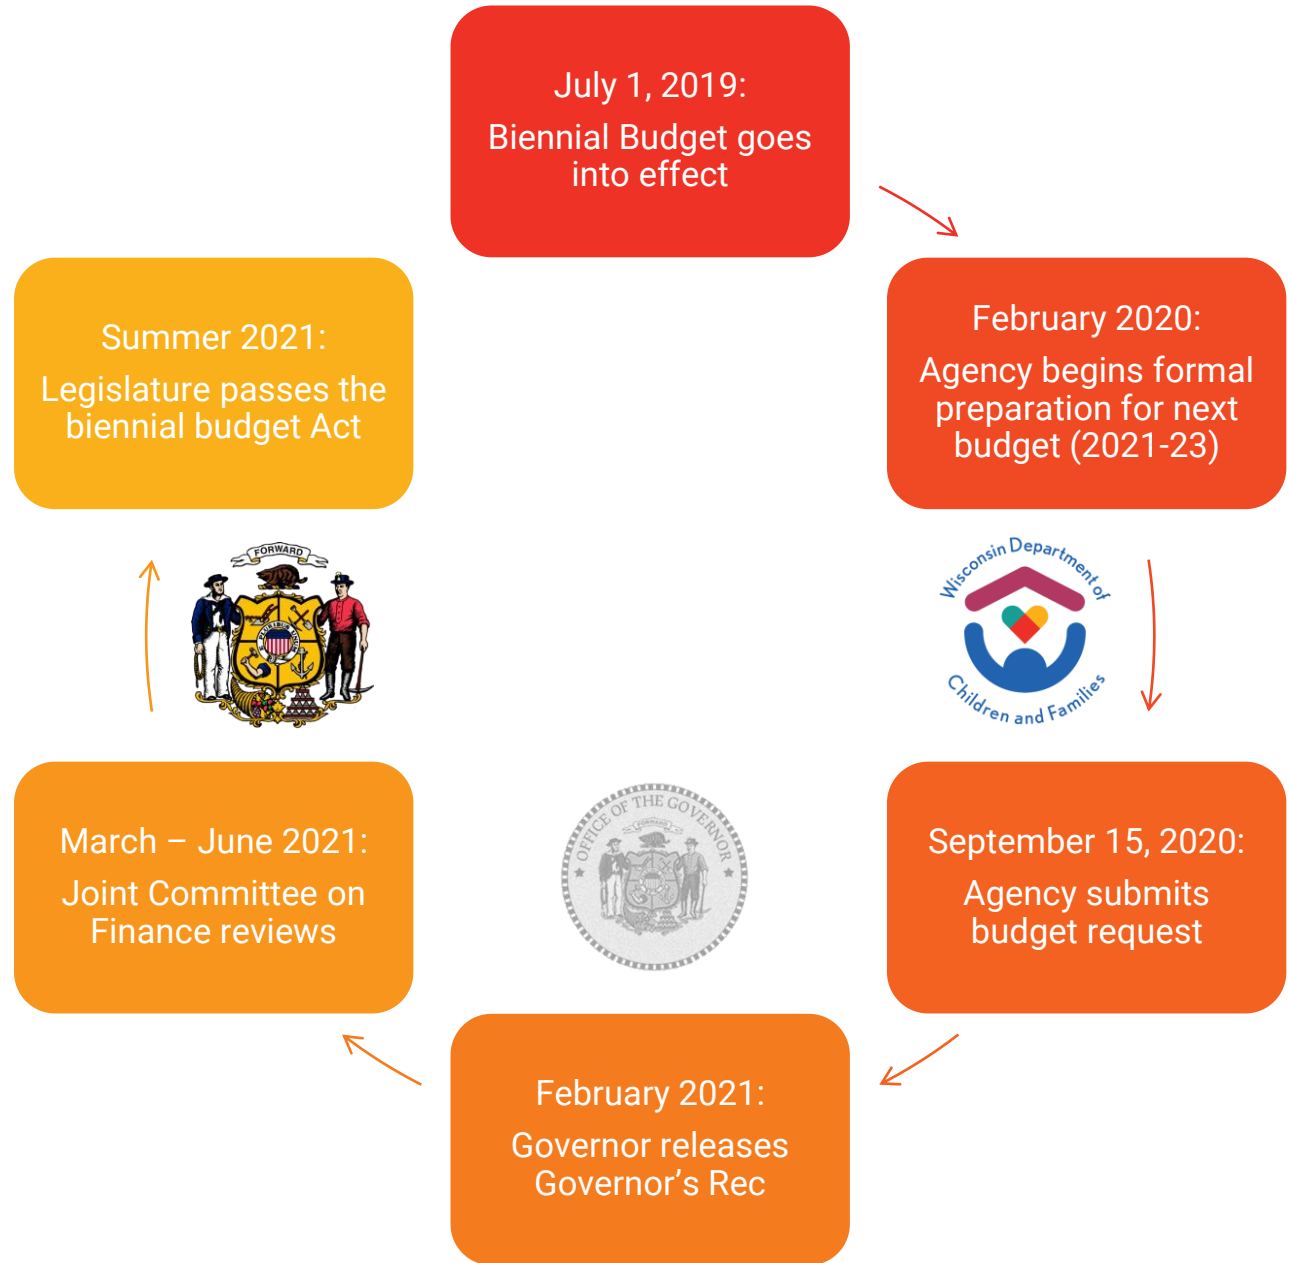 July 1, 2019:
Biennial Budget goes
into effect
February 2020:
Agency begins formal
preparation for next
budget (2021-23)
Wisconsin Department of
Children and Families
September 15, 2020:
Agency submits
budget request
February 2021:
Governor releases
Governor’s Rec
OFFICE OF THE GOVERNOR
FORWARD
March – June 2021:
Joint Committee on
Finance reviews
FORWARD
E PLURIBUS UNUM
Summer 2021:
Legislature passes the
biennial budget Act